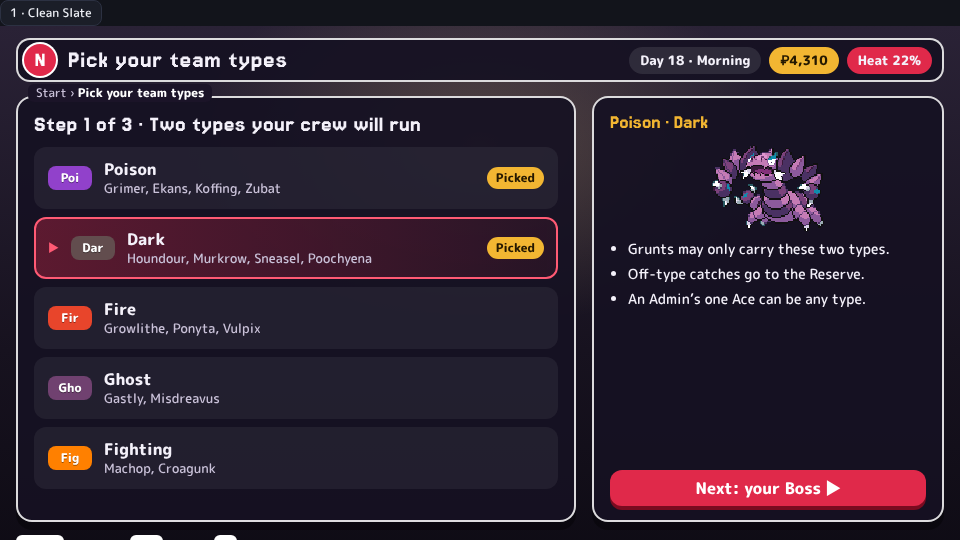 1 · Clean Slate
N
Pick your team types
Day 18 · Morning
₽4,310
Heat 22%
Start › Pick your team types
Step 1 of 3 · Two types your crew will run
Poi
Poison
Grimer, Ekans, Koffing, Zubat
Picked
▶
Dar
Dark
Houndour, Murkrow, Sneasel, Poochyena
Picked
Fir
Fire
Growlithe, Ponyta, Vulpix
Gho
Ghost
Gastly, Misdreavus
Fig
Fighting
Machop, Croagunk
Poison · Dark
• Grunts may only carry these two types.
• Off-type catches go to the Reserve.
• An Admin’s one Ace can be any type.
Next: your Boss ▶